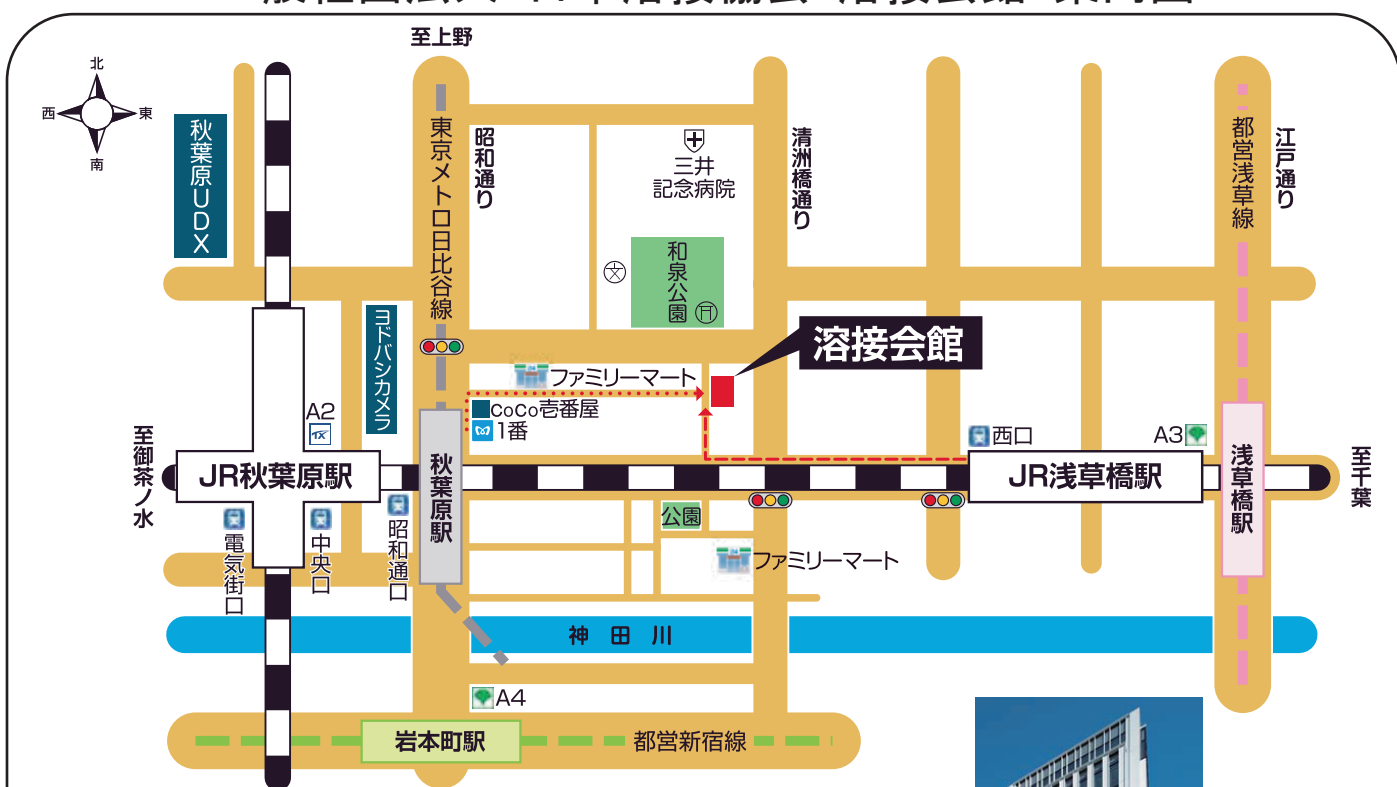 至上野
北
西
東
南
秋葉原UDX
東京メトロ日比谷線
昭和通り
三井
記念病院
清洲橋通り
都営浅草線
江戸通り
和泉公園
文
ヨドバシカメラ
溶接会館
ファミリーマート
CoCo壱番屋
1番
A2
TX
西口
A3
至御茶ノ水
JR秋葉原駅
秋葉原駅
JR浅草橋駅
浅草橋駅
至千葉
電気街口
中央口
昭和通口
公園
ファミリーマート
神田川
A4
岩本町駅
都営新宿線